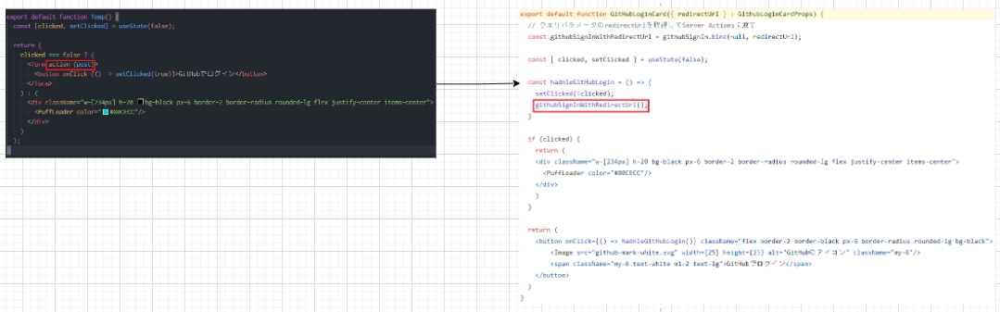 export default function Temp() {
const [clicked, setClicked] = useState(false);
return (
clicked === false ? (
<form action={post}>
<button onClick {() => setClicked(true)}>GitHubでログイン</button>
</form>
) : (
<div className="w-[234px] h-20 bg-black px-6 border-2 border-radius rounded-lg flex justify-center items-center">
<PuffLoader color="#00CECC"/>
</div>
)
);
}
export default function GitHubLoginCard({ redirectUrl } : GithubLoginCardProps) {
// クエリパラメータのredirectUrlを取得してServer Actionsに渡す
const githubSignInWithRedirectUrl = githubSignIn.bind(null, redirectUrl);
const [ clicked, setClicked ] = useState(false);
const hadnleGitHubLogin = () => {
setClicked(!clicked);
githubSignInWithRedirectUrl();
}
if (clicked) {
return (
<div className="w-[234px] h-20 bg-black px-6 border-2 border-radius rounded-lg flex justify-center items-center">
<PuffLoader color="#00CECC"/>
</div>
)
}
return (
<button onClick={() => hadnleGitHubLogin()} className="flex border-2 border-black px-6 border-radius rounded-lg bg-black">
<Image src="github-mark-white.svg" width={25} height={25} alt="GitHubのアイコン" className="my-6"/>
<span className="my-6 text-white ml-2 text-lg">GitHubでログイン</span>
</button>
)
}